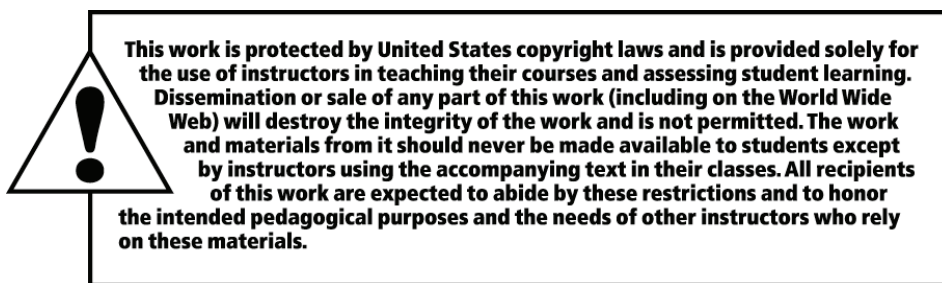 This work is protected by United States copyright laws and is provided solely for
the use of instructors in teaching their courses and assessing student learning.
Dissemination or sale of any part of this work (including on the World Wide
Web) will destroy the integrity of the work and is not permitted. The work
and materials from it should never be made available to students except
by instructors using the accompanying text in their classes. All recipients
of this work are expected to abide by these restrictions and to honor
the intended pedagogical purposes and the needs of other instructors who rely
on these materials.